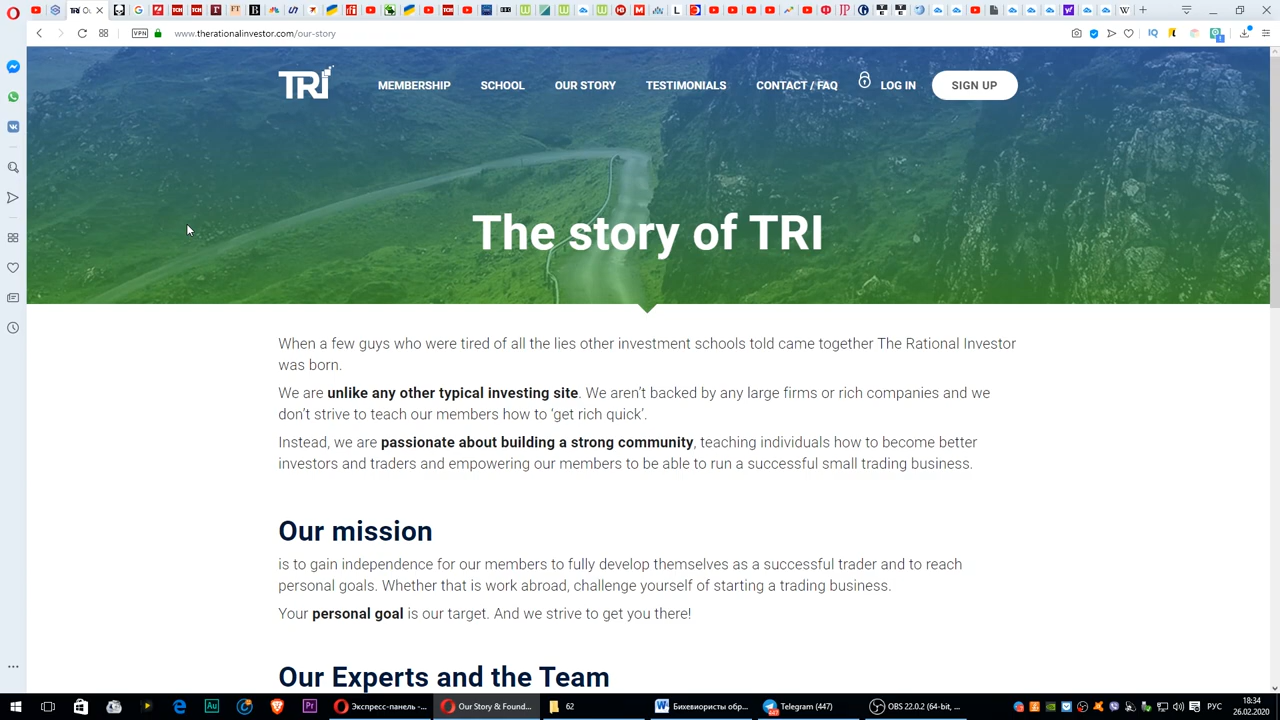 TRI Ou
VPN
www.therationalinvestor.com/our-story
TRI
MEMBERSHIP
SCHOOL
OUR STORY
TESTIMONIALS
CONTACT / FAQ
LOG IN
SIGN UP
The story of TRI
When a few guys who were tired of all the lies other investment schools told came together The Rational Investor
was born.
We are unlike any other typical investing site. We aren’t backed by any large firms or rich companies and we
don’t strive to teach our members how to ‘get rich quick’.
Instead, we are passionate about building a strong community, teaching individuals how to become better
investors and traders and empowering our members to be able to run a successful small trading business.
Our mission
is to gain independence for our members to fully develop themselves as a successful trader and to reach
personal goals. Whether that is work abroad, challenge yourself of starting a trading business.
Your personal goal is our target. And we strive to get you there!
Our Experts and the Team
Экспресс-панель -...
Our Story & Found...
62
Бихевиористы обр...
Telegram (447)
OBS 22.0.2 (64-bit, ...
РУС
18:34
26.02.2020